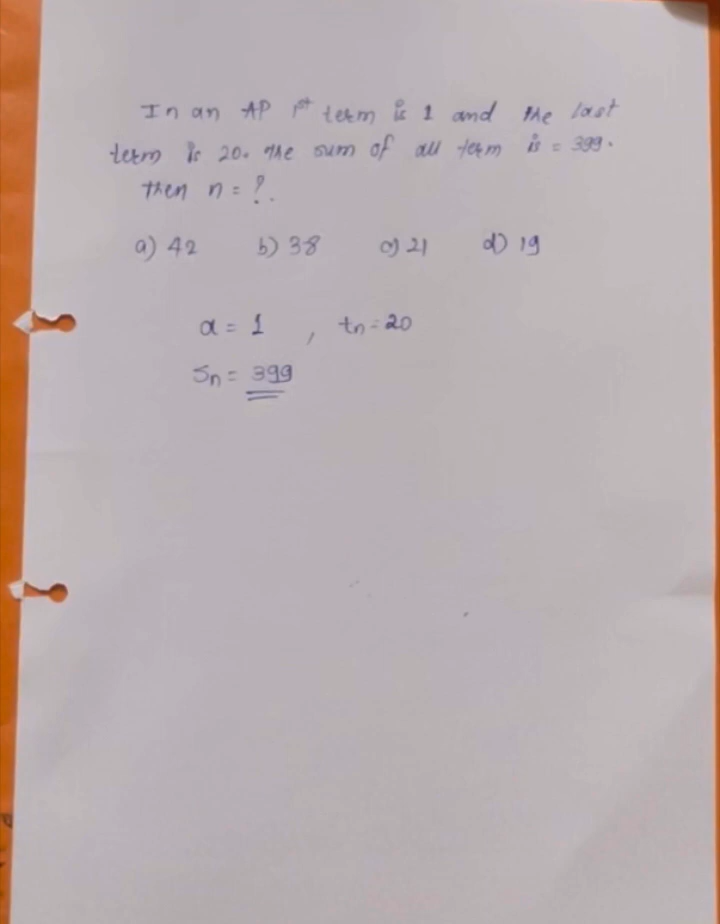 In an AP 1st term is 1 and the last
term is 20. the sum of all term is = 399.
then n = ?.
a) 42 b) 38 c) 21 d) 19
a = 1 , tn = 20
Sn = 399